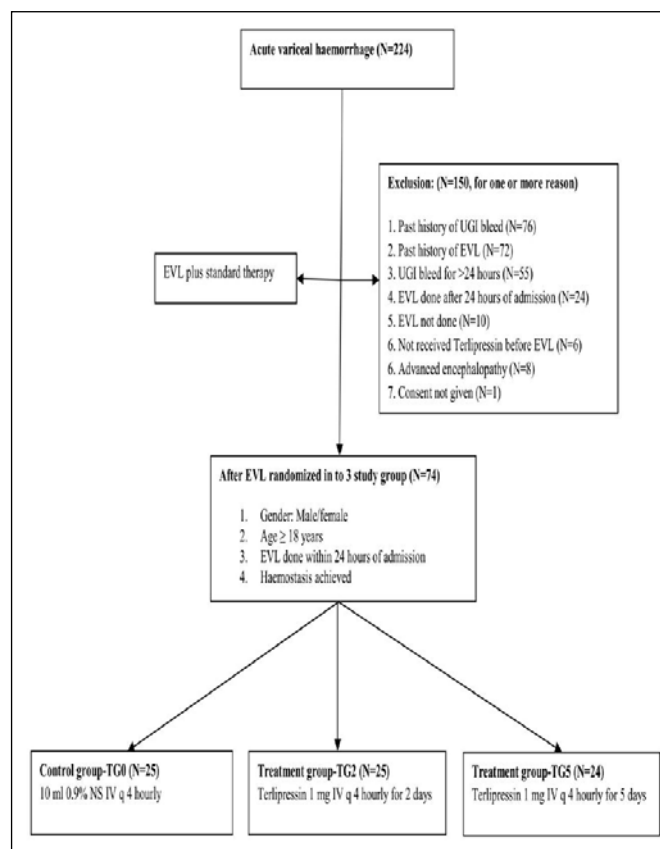 Acute variceal haemorrhage (N=224)
Exclusion: (N=150, for one or more reason)
1. Past history of UGI bleed (N=76)
2. Past history of EVL (N=72)
3. UGI bleed for >24 hours (N=55)
4. EVL done after 24 hours of admission (N=24)
5. EVL not done (N=10)
6. Not received Terlipressin before EVL (N=6)
6. Advanced encephalopathy (N=8)
7. Consent not given (N=1)
EVL plus standard therapy
After EVL randomized in to 3 study group (N=74)
1. Gender: Male/female
2. Age ≥ 18 years
3. EVL done within 24 hours of admission
4. Haemostasis achieved
Control group-TG0 (N=25)
10 ml 0.9% NS IV q 4 hourly
Treatment group-TG2 (N=25)
Terlipressin 1 mg IV q 4 hourly for 2 days
Treatment group-TG5 (N=24)
Terlipressin 1 mg IV q 4 hourly for 5 days